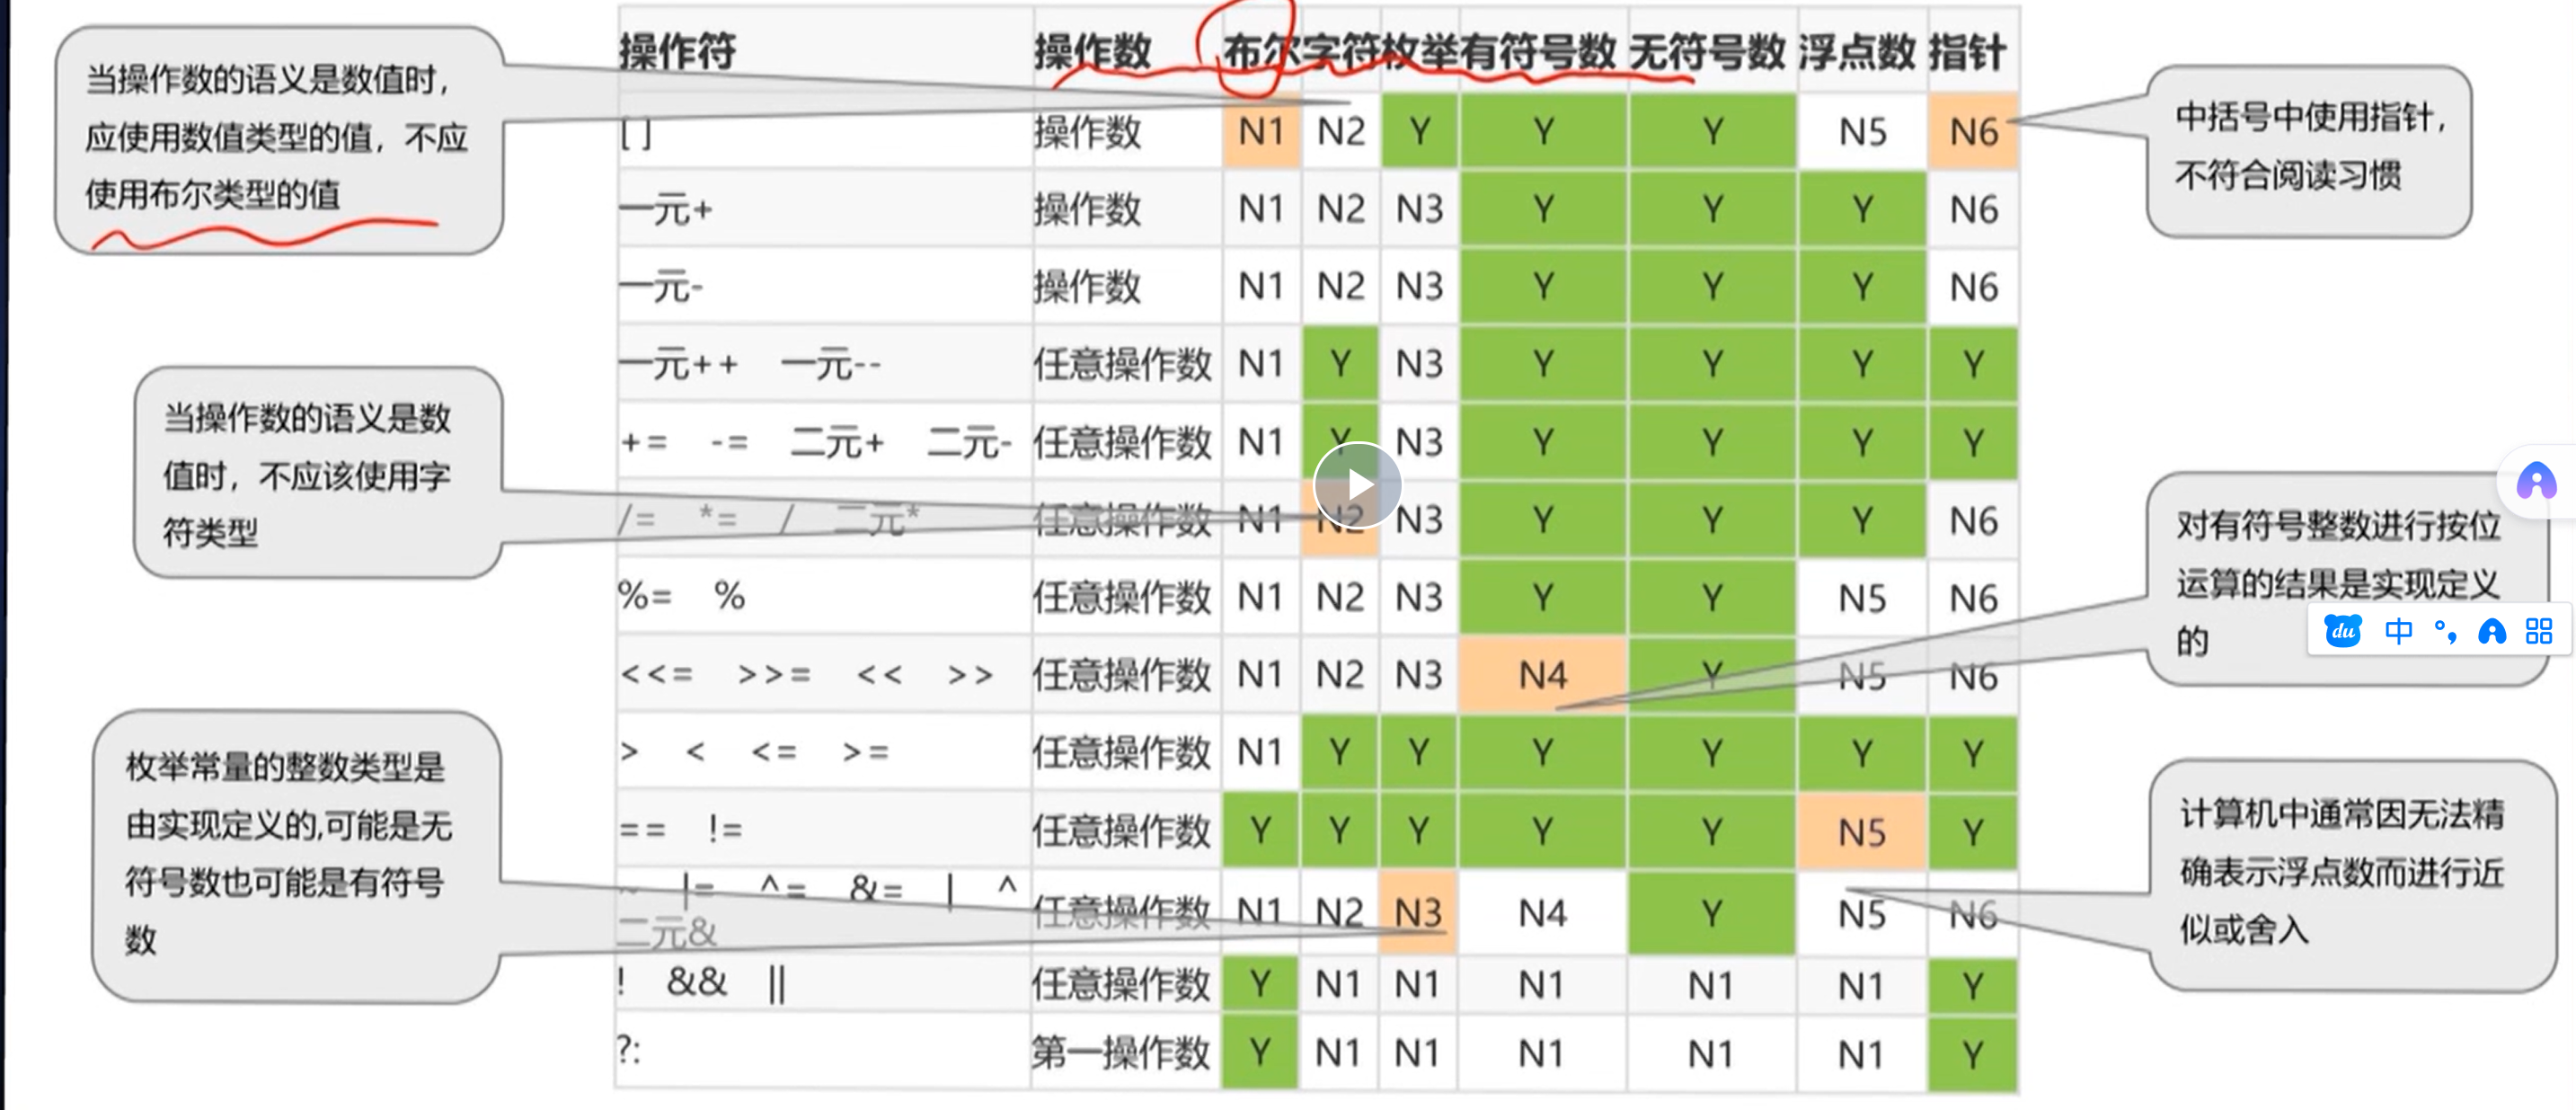 操作符 操作数 布尔 字符 枚举 有符号数 无符号数 浮点数 指针
[ ] 操作数 N1 N2 Y Y Y N5 N6
一元+ 操作数 N1 N2 N3 Y Y Y N6
一元- 操作数 N1 N2 N3 Y Y Y N6
一元++ 一元-- 任意操作数 N1 Y N3 Y Y Y Y
+= -= 二元+ 二元- 任意操作数 N1 Y N3 Y Y Y Y
/= *= / 二元* 任意操作数 N1 N2 N3 Y Y Y N6
%= % 任意操作数 N1 N2 N3 Y Y N5 N6
<<= >>= << >> 任意操作数 N1 N2 N3 N4 Y N5 N6
> < <= >= 任意操作数 N1 Y Y Y Y Y Y
== != 任意操作数 Y Y Y Y Y N5 Y
~ |= ^= &= | ^
二元& 任意操作数 N1 N2 N3 N4 Y N5 N6
! && || 任意操作数 Y N1 N1 N1 N1 N1 Y
?: 第一操作数 Y N1 N1 N1 N1 N1 Y
当操作数的语义是数值时，
应使用数值类型的值，不应
使用布尔类型的值
当操作数的语义是数
值时，不应该使用字
符类型
枚举常量的整数类型是
由实现定义的,可能是无
符号数也可能是有符号
数
中括号中使用指针，
不符合阅读习惯
对有符号整数进行按位
运算的结果是实现定义
的
计算机中通常因无法精
确表示浮点数而进行近
似或舍入
du 中